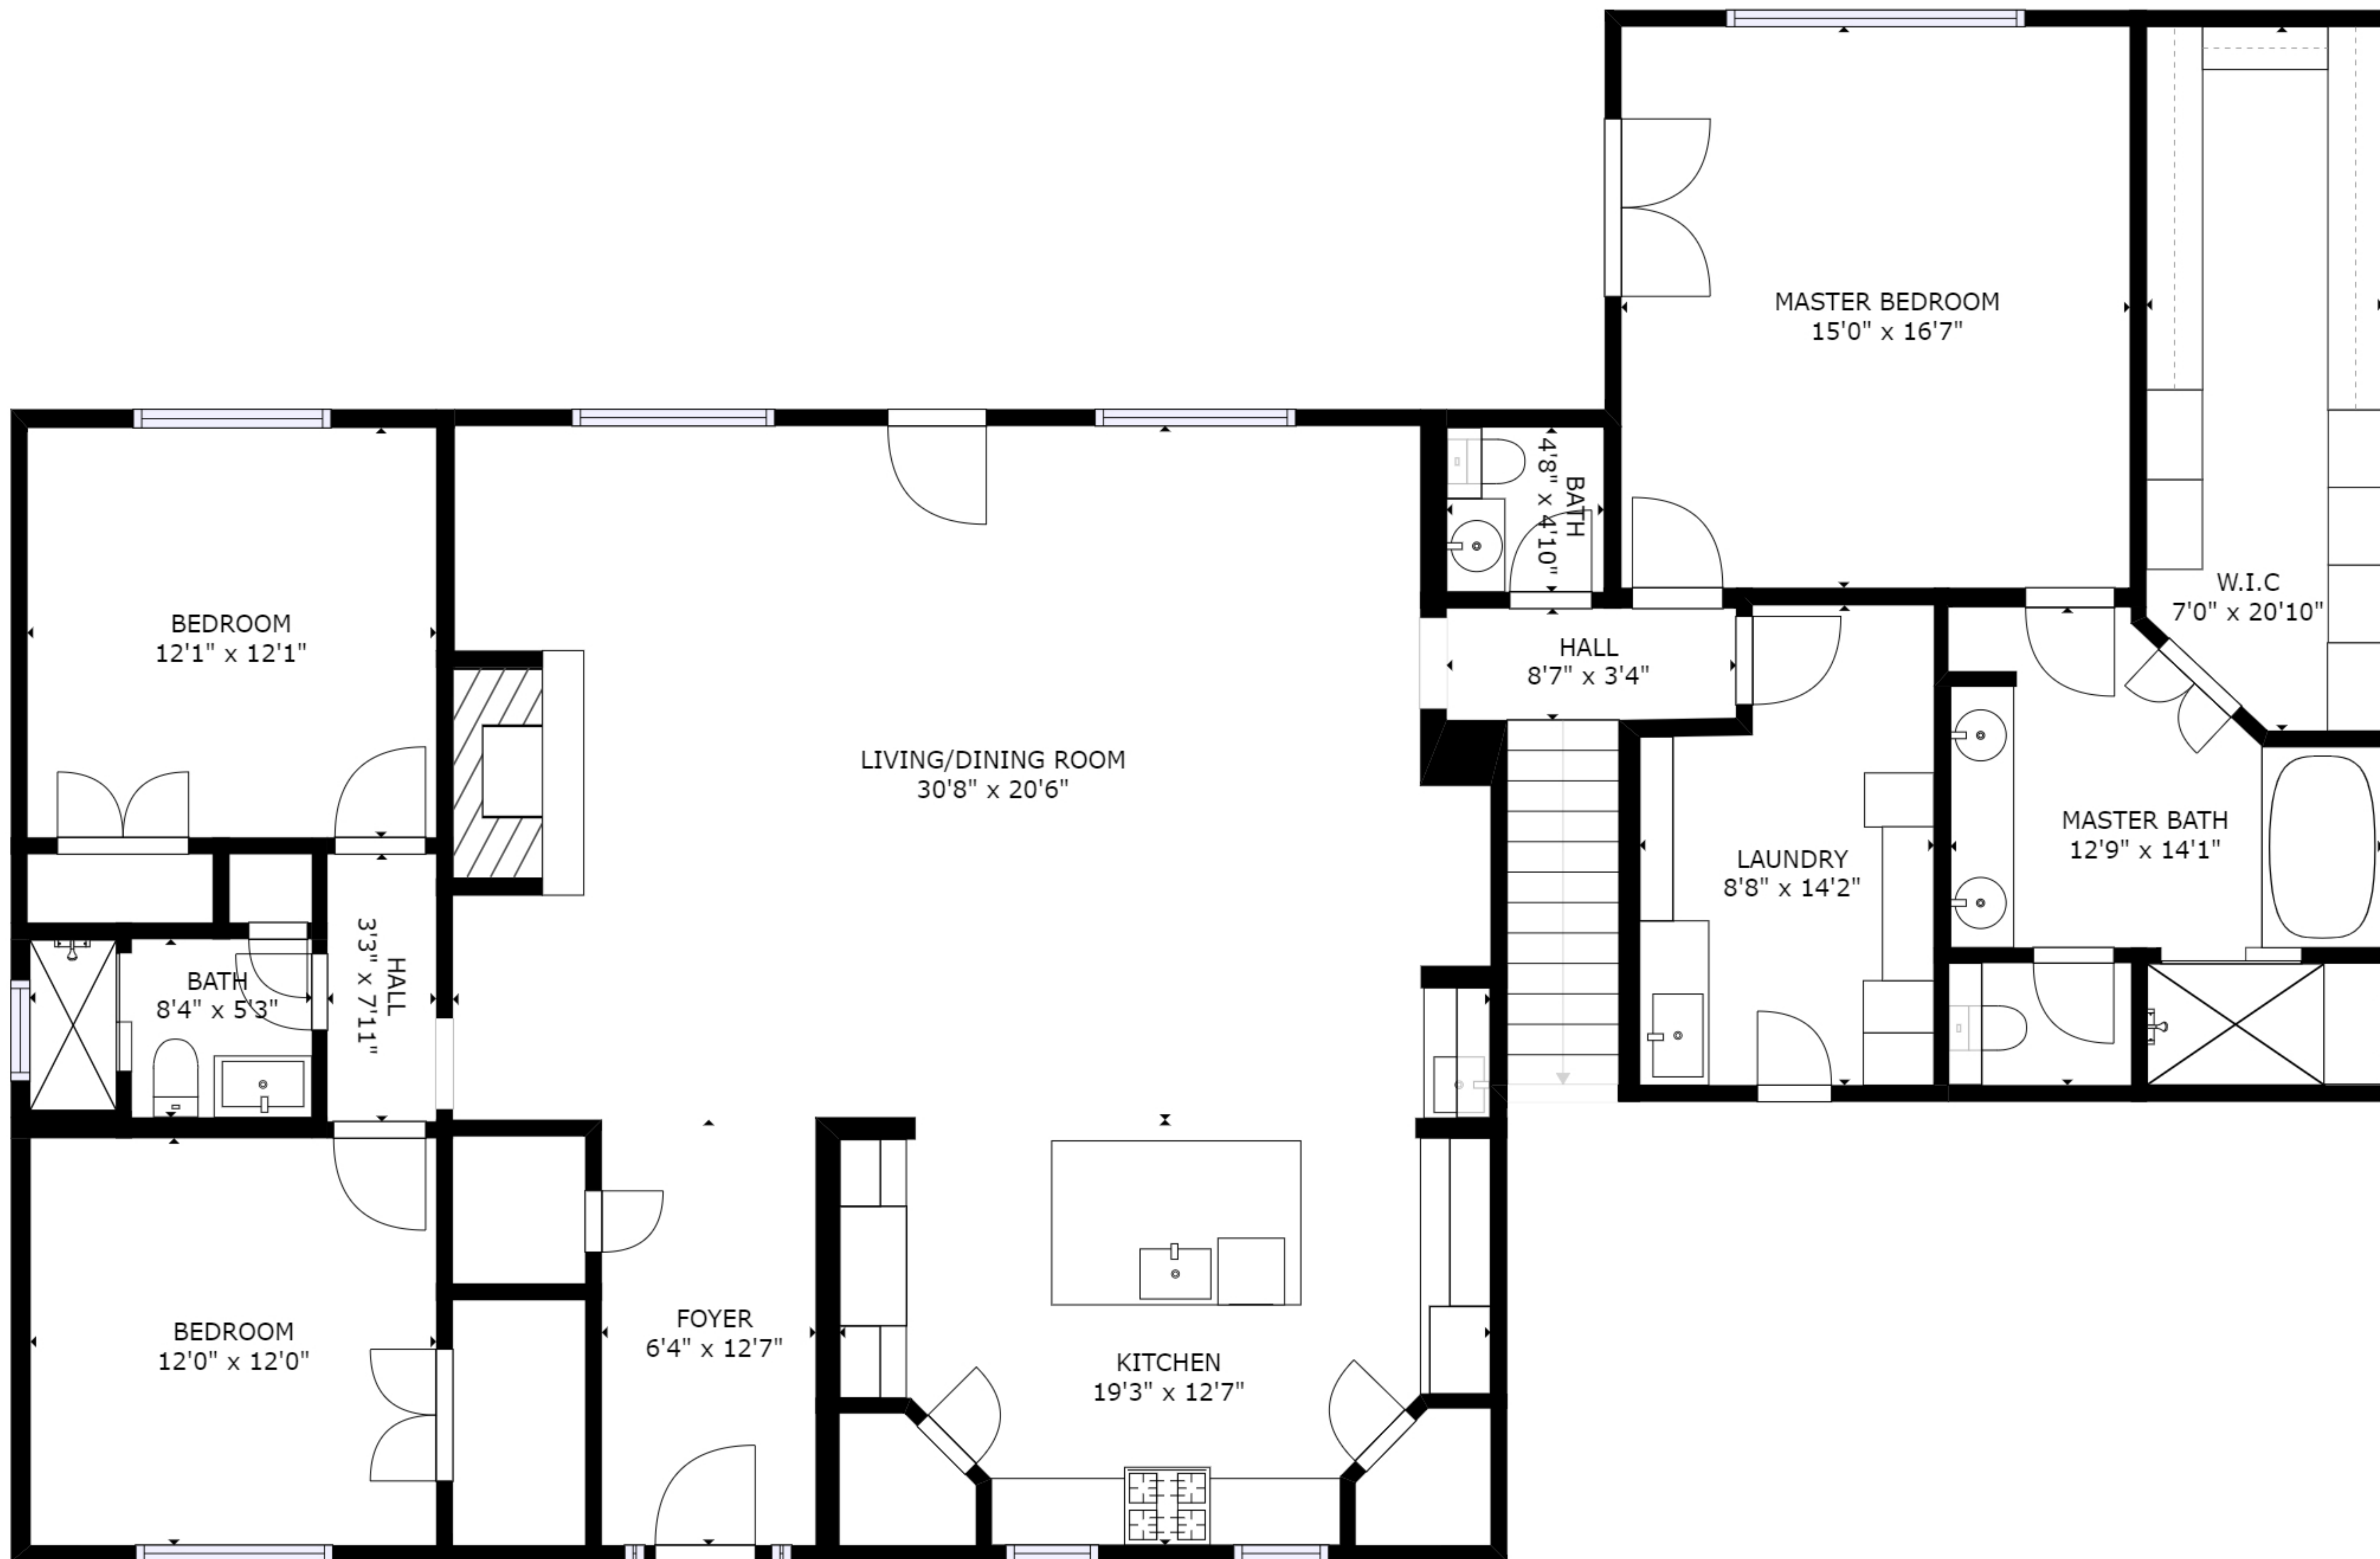 MASTER BEDROOM
15'0" x 16'7"
BATH
4'8" x 4'10"
W.I.C
7'0" x 20'10"
BEDROOM
12'1" x 12'1"
HALL
8'7" x 3'4"
LIVING/DINING ROOM
30'8" x 20'6"
MASTER BATH
12'9" x 14'1"
LAUNDRY
8'8" x 14'2"
BATH
8'4" x 5'3"
HALL
3'3" x 7'11"
BEDROOM
12'0" x 12'0"
FOYER
6'4" x 12'7"
KITCHEN
19'3" x 12'7"